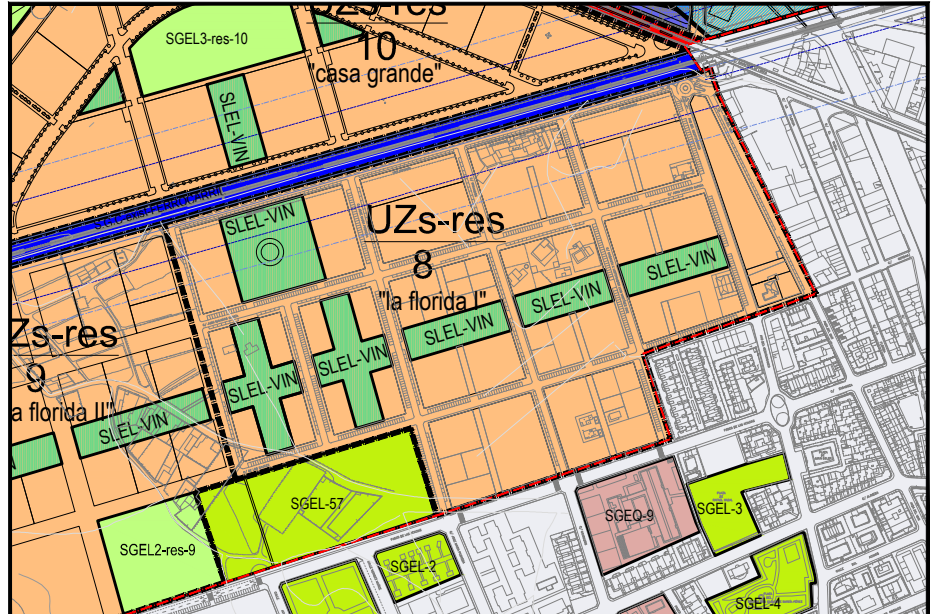 UZs-res
10
"casa grande"
SGEL3-res-10
SLEL-VIN
SLEL-VIN
UZs-res
8
"la florida I"
SLEL-VIN
SLEL-VIN
SLEL-VIN
SLEL-VIN
SLEL-VIN
Zs-res
9
a florida II"
SLEL-VIN
SGEL-57
SGEL2-res-9
SGEL-2
SGEQ-9
SGEL-3
SGEL-4